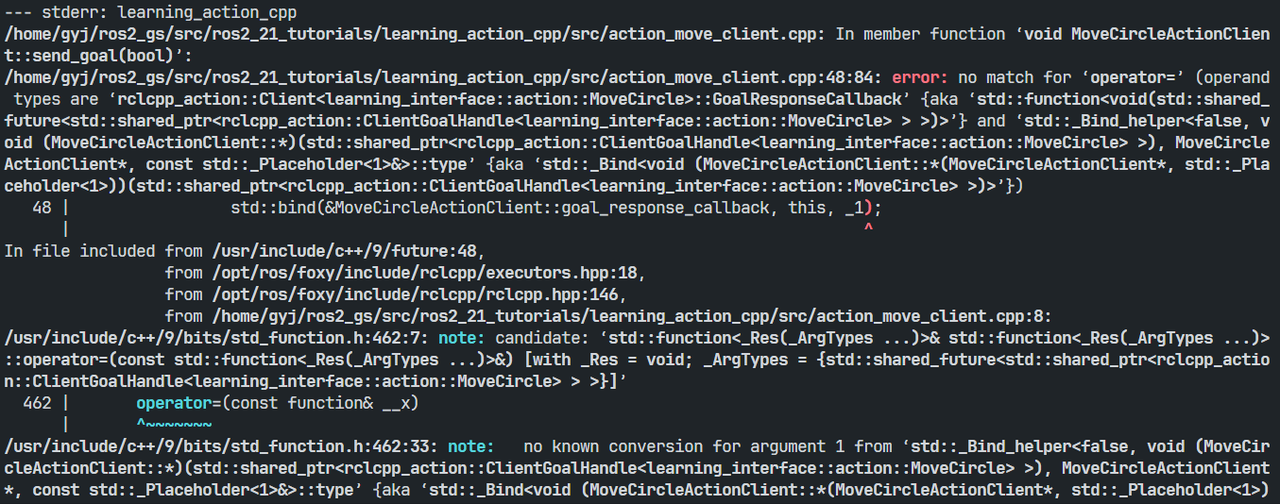 --- stderr: learning_action_cpp
/home/gyj/ros2_gs/src/ros2_21_tutorials/learning_action_cpp/src/action_move_client.cpp: In member function ‘void MoveCircleActionClien
t::send_goal(bool)’:
/home/gyj/ros2_gs/src/ros2_21_tutorials/learning_action_cpp/src/action_move_client.cpp:48:84: error: no match for ‘operator=’ (operand
 types are ‘rclcpp_action::Client<learning_interface::action::MoveCircle>::GoalResponseCallback’ {aka ‘std::function<void(std::shared_
future<std::shared_ptr<rclcpp_action::ClientGoalHandle<learning_interface::action::MoveCircle> > >)>’} and ‘std::_Bind_helper<false, v
oid (MoveCircleActionClient::*)(std::shared_ptr<rclcpp_action::ClientGoalHandle<learning_interface::action::MoveCircle> >), MoveCircle
ActionClient*, const std::_Placeholder<1>&>::type’ {aka ‘std::_Bind<void (MoveCircleActionClient::*(MoveCircleActionClient*, std::_Pla
ceholder<1>))(std::shared_ptr<rclcpp_action::ClientGoalHandle<learning_interface::action::MoveCircle> >)>’})
   48 |                 std::bind(&MoveCircleActionClient::goal_response_callback, this, _1);
      |                                                                                    ^
In file included from /usr/include/c++/9/future:48,
                 from /opt/ros/foxy/include/rclcpp/executors.hpp:18,
                 from /opt/ros/foxy/include/rclcpp/rclcpp.hpp:146,
                 from /home/gyj/ros2_gs/src/ros2_21_tutorials/learning_action_cpp/src/action_move_client.cpp:8:
/usr/include/c++/9/bits/std_function.h:462:7: note: candidate: ‘std::function<_Res(_ArgTypes ...)>& std::function<_Res(_ArgTypes ...)>
::operator=(const std::function<_Res(_ArgTypes ...)>&) [with _Res = void; _ArgTypes = {std::shared_future<std::shared_ptr<rclcpp_actio
n::ClientGoalHandle<learning_interface::action::MoveCircle> > >}]’
  462 |       operator=(const function& __x)
      |       ^~~~~~~~
/usr/include/c++/9/bits/std_function.h:462:33: note:   no known conversion for argument 1 from ‘std::_Bind_helper<false, void (MoveCir
cleActionClient::*)(std::shared_ptr<rclcpp_action::ClientGoalHandle<learning_interface::action::MoveCircle> >), MoveCircleActionClient
*, const std::_Placeholder<1>&>::type’ {aka ‘std::_Bind<void (MoveCircleActionClient::*(MoveCircleActionClient*, std::_Placeholder<1>)